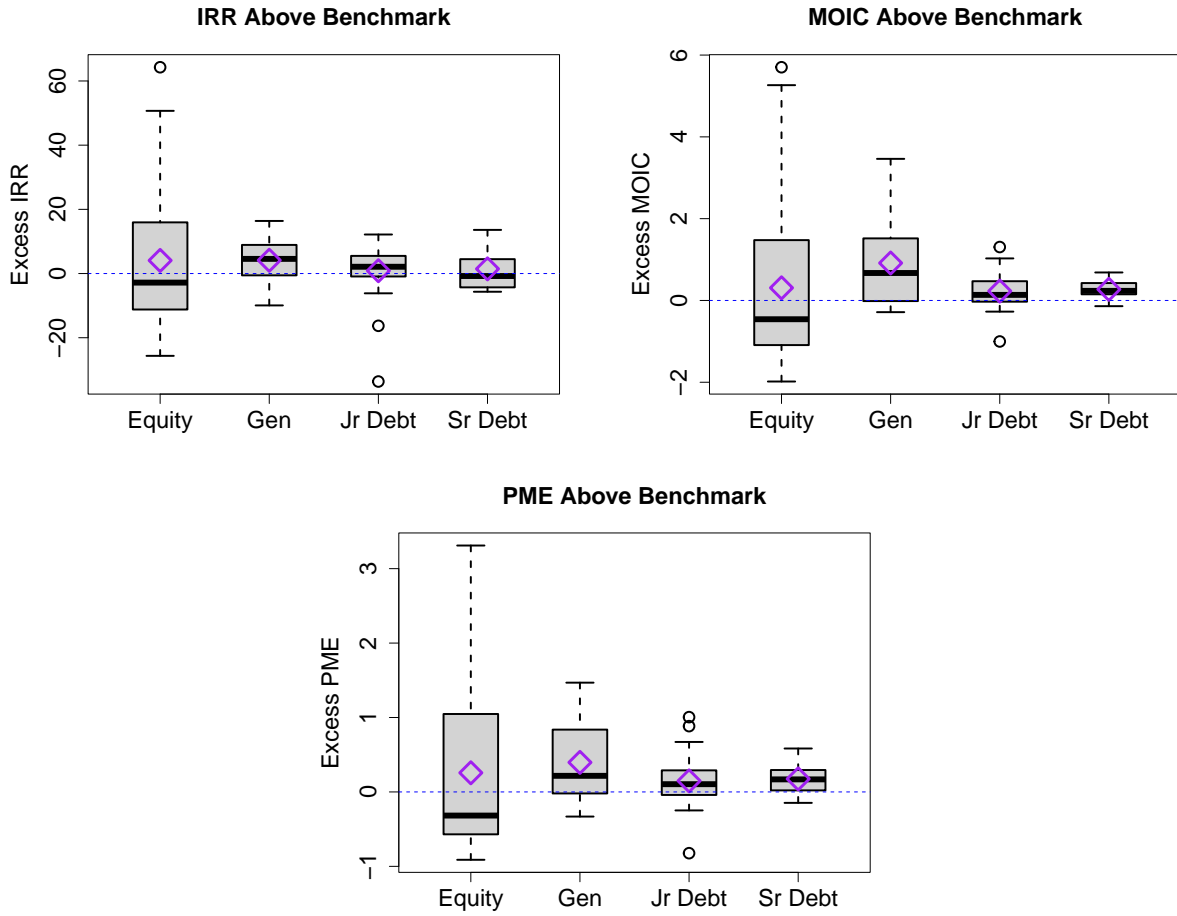 IRR Above Benchmark
Excess IRR
60
40
20
0
−20
Equity Gen Jr Debt Sr Debt
MOIC Above Benchmark
Excess MOIC
6
4
2
0
−2
Equity Gen Jr Debt Sr Debt
PME Above Benchmark
Excess PME
3
2
1
0
−1
Equity Gen Jr Debt Sr Debt